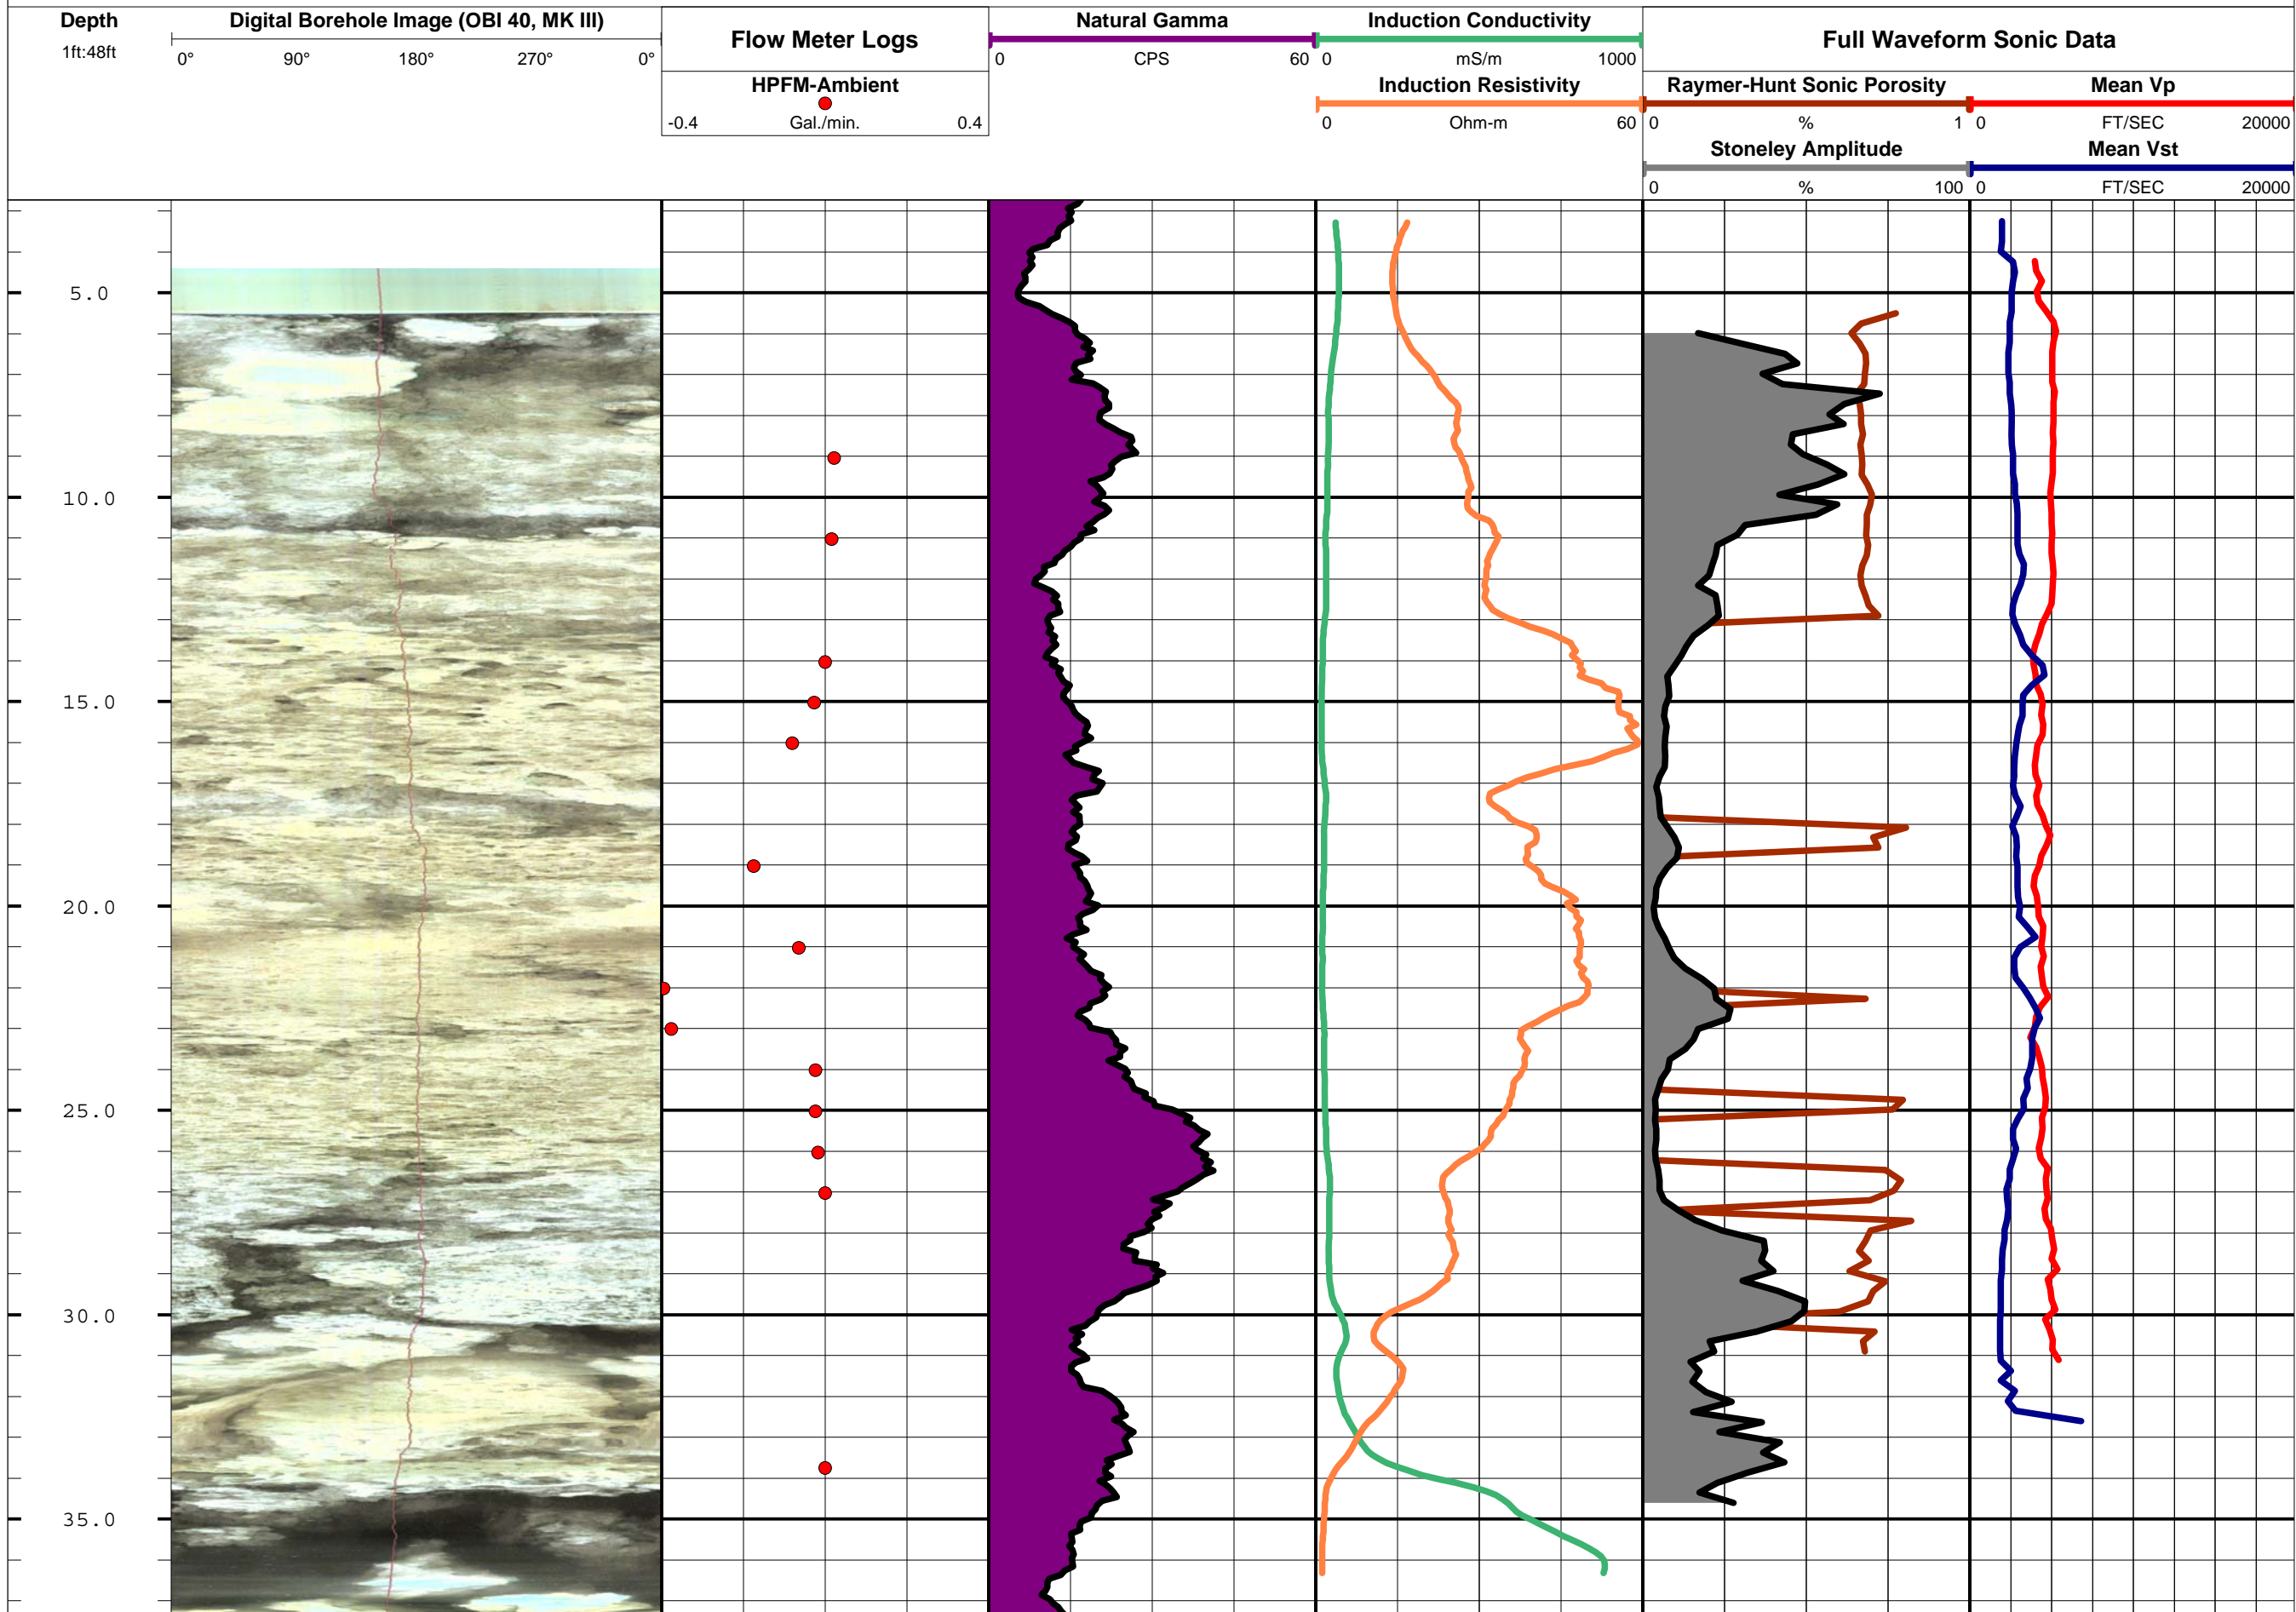 Depth
1ft:48ft
Digital Borehole Image (OBI 40, MK III)
0° 90° 180° 270° 0°
Flow Meter Logs
HPFM-Ambient
-0.4 Gal./min. 0.4
Natural Gamma
0 CPS 60
Induction Conductivity
0 mS/m 1000
Induction Resistivity
0 Ohm-m 60
Full Waveform Sonic Data
Raymer-Hunt Sonic Porosity
0 % 1
Mean Vp
0 FT/SEC 20000
Stoneley Amplitude
0 % 100
Mean Vst
0 FT/SEC 20000
5.0
10.0
15.0
20.0
25.0
30.0
35.0